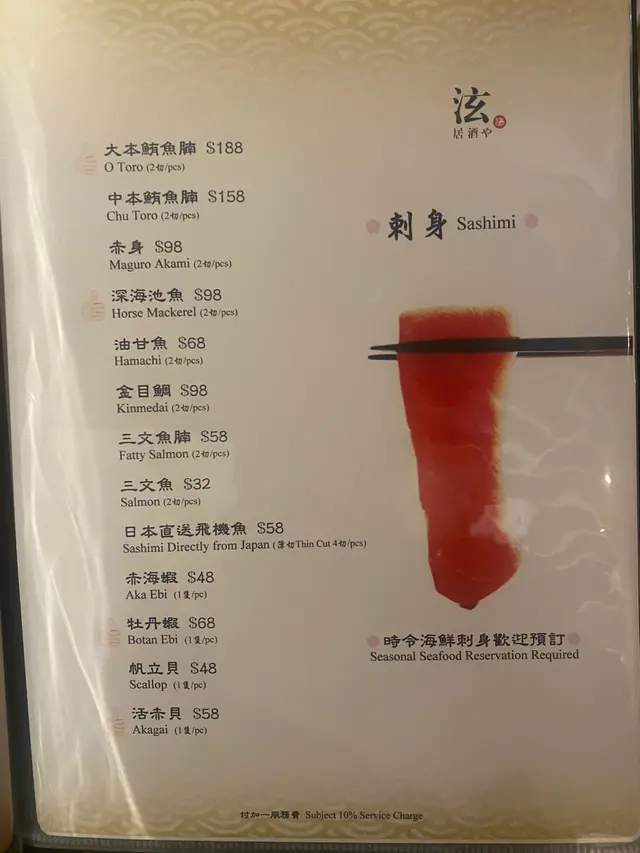 泫
居酒や
刺身 Sashimi
大本鮪魚腩 $188
O Toro (2切/pcs)
中本鮪魚腩 $158
Chu Toro (2切/pcs)
赤身 $98
Maguro Akami (2切/pcs)
深海池魚 $98
Horse Mackerel (2切/pcs)
油甘魚 $68
Hamachi (2切/pcs)
金目鯛 $98
Kinmedai (2切/pcs)
三文魚腩 $58
Fatty Salmon (2切/pcs)
三文魚 $32
Salmon (2切/pcs)
日本直送飛機魚 $58
Sashimi Directly from Japan (薄切Thin Cut 4切/pcs)
赤海蝦 $48
Aka Ebi (1隻/pc)
牡丹蝦 $68
Botan Ebi (1隻/pc)
帆立貝 $48
Scallop (1隻/pc)
活赤貝 $58
Akagai (1隻/pc)
時令海鮮刺身歡迎預訂
Seasonal Seafood Reservation Required
付加一服務費 Subject 10% Service Charge